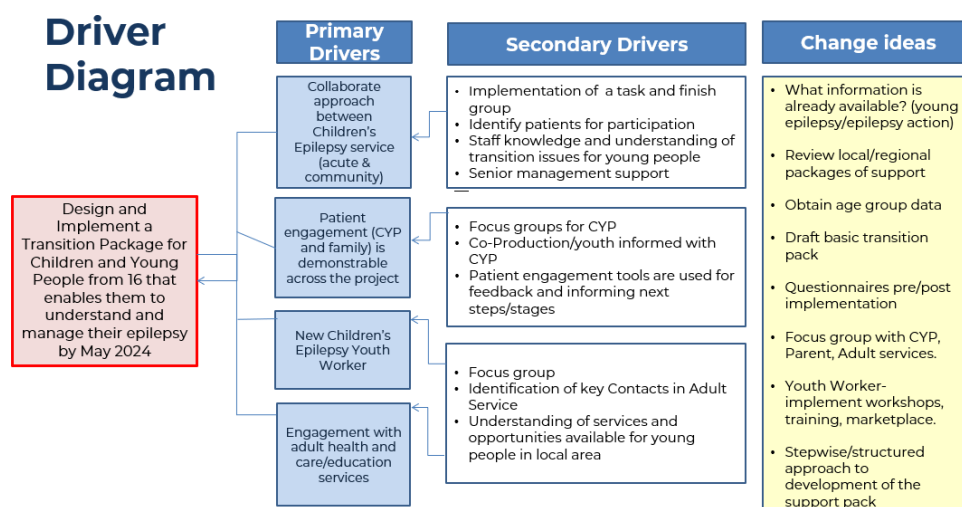 Driver
Diagram
Primary
Drivers
Secondary Drivers
Change ideas
Design and
Implement a
Transition Package for
Children and Young
People from 16 that
enables them to
understand and
manage their epilepsy
by May 2024
Collaborate
approach
between
Children's
Epilepsy service
(acute &
community)
Patient
engagement (CYP
and family) is
demonstrable
across the project
New Children's
Epilepsy Youth
Worker
Engagement with
adult health and
care/education
services
• Implementation of a task and finish
group
• Identify patients for participation
• Staff knowledge and understanding of
transition issues for young people
• Senior management support
• Focus groups for CYP
• Co-Production/youth informed with
CYP
• Patient engagement tools are used for
feedback and informing next
steps/stages
• Focus group
• Identification of key Contacts in Adult
Service
• Understanding of services and
opportunities available for young
people in local area
• What information is
already available? (young
epilepsy/epilepsy action)
• Review local/regional
packages of support
• Obtain age group data
• Draft basic transition
pack
• Questionnaires pre/post
implementation
• Focus group with CYP,
Parent, Adult services.
• Youth Worker-
implement workshops,
training, marketplace.
• Stepwise/structured
approach to
development of the
support pack